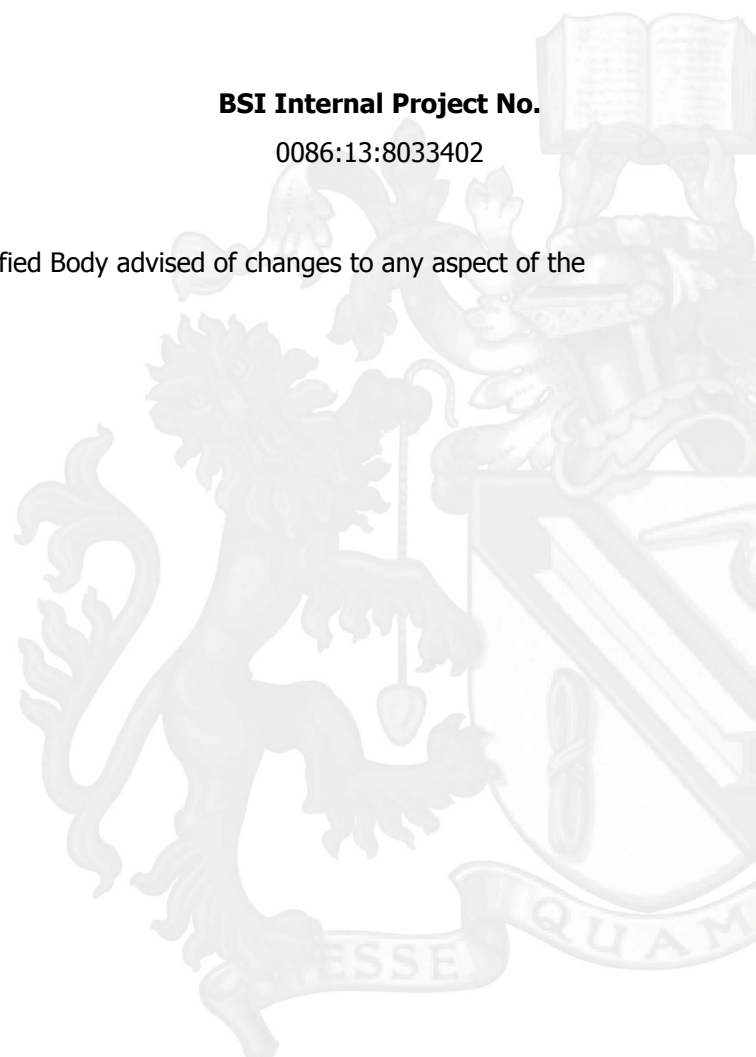 BSI Internal Project No.
0086:13:8033402
fied Body advised of changes to any aspect of the
ESSE
QUAM